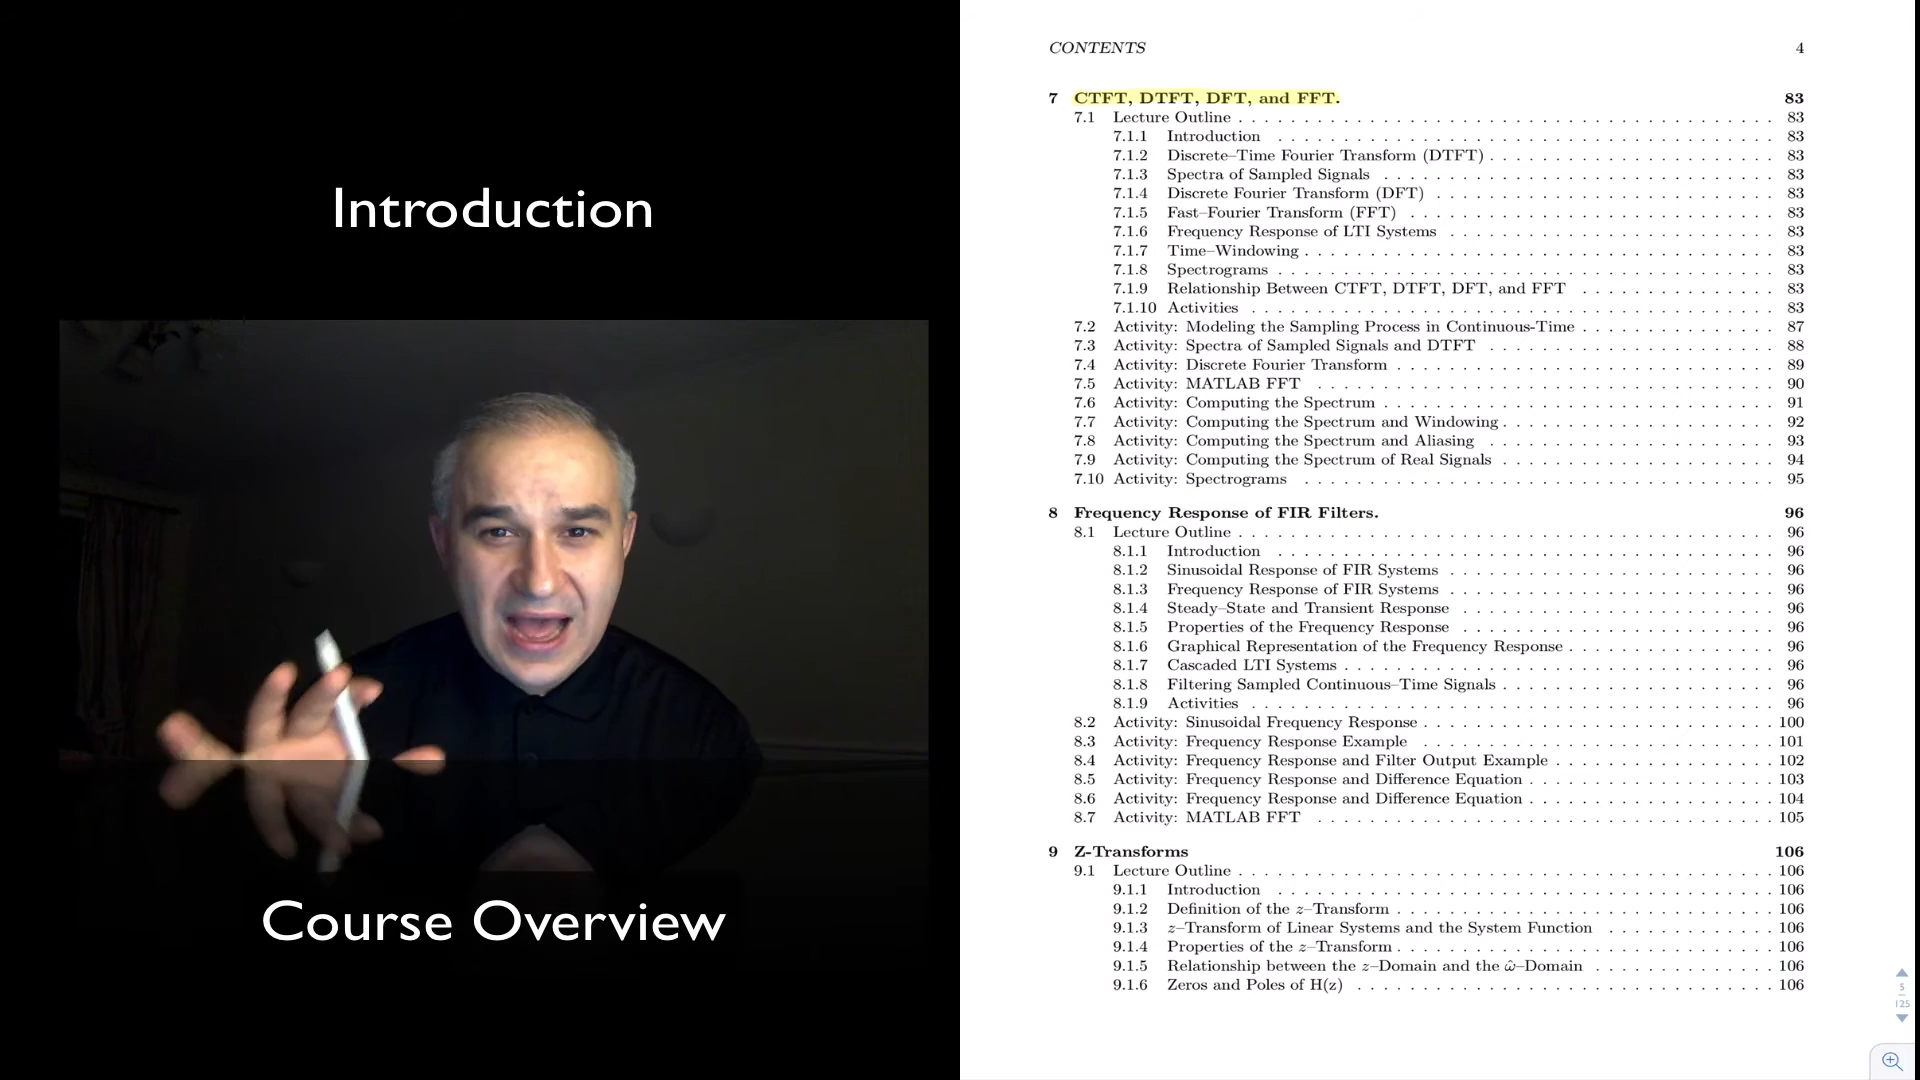 Introduction
Course Overview
CONTENTS 4
7 CTFT, DTFT, DFT, and FFT. 83
7.1 Lecture Outline . . . . . . . . . . 83
7.1.1 Introduction . . . . . . . . . . 83
7.1.2 Discrete–Time Fourier Transform (DTFT) . . . . . . . . . . 83
7.1.3 Spectra of Sampled Signals . . . . . . . . . . 83
7.1.4 Discrete Fourier Transform (DFT) . . . . . . . . . . 83
7.1.5 Fast–Fourier Transform (FFT) . . . . . . . . . . 83
7.1.6 Frequency Response of LTI Systems . . . . . . . . . . 83
7.1.7 Time–Windowing . . . . . . . . . . 83
7.1.8 Spectrograms . . . . . . . . . . 83
7.1.9 Relationship Between CTFT, DTFT, DFT, and FFT . . . . . . . . . . 83
7.1.10 Activities . . . . . . . . . . 83
7.2 Activity: Modeling the Sampling Process in Continuous-Time . . . . . . . . . . 87
7.3 Activity: Spectra of Sampled Signals and DTFT . . . . . . . . . . 88
7.4 Activity: Discrete Fourier Transform . . . . . . . . . . 89
7.5 Activity: MATLAB FFT . . . . . . . . . . 90
7.6 Activity: Computing the Spectrum . . . . . . . . . . 91
7.7 Activity: Computing the Spectrum and Windowing . . . . . . . . . . 92
7.8 Activity: Computing the Spectrum and Aliasing . . . . . . . . . . 93
7.9 Activity: Computing the Spectrum of Real Signals . . . . . . . . . . 94
7.10 Activity: Spectrograms . . . . . . . . . . 95
8 Frequency Response of FIR Filters. 96
8.1 Lecture Outline . . . . . . . . . . 96
8.1.1 Introduction . . . . . . . . . . 96
8.1.2 Sinusoidal Response of FIR Systems . . . . . . . . . . 96
8.1.3 Frequency Response of FIR Systems . . . . . . . . . . 96
8.1.4 Steady–State and Transient Response . . . . . . . . . . 96
8.1.5 Properties of the Frequency Response . . . . . . . . . . 96
8.1.6 Graphical Representation of the Frequency Response . . . . . . . . . . 96
8.1.7 Cascaded LTI Systems . . . . . . . . . . 96
8.1.8 Filtering Sampled Continuous–Time Signals . . . . . . . . . . 96
8.1.9 Activities . . . . . . . . . . 96
8.2 Activity: Sinusoidal Frequency Response . . . . . . . . . . 100
8.3 Activity: Frequency Response Example . . . . . . . . . . 101
8.4 Activity: Frequency Response and Filter Output Example . . . . . . . . . . 102
8.5 Activity: Frequency Response and Difference Equation . . . . . . . . . . 103
8.6 Activity: Frequency Response and Difference Equation . . . . . . . . . . 104
8.7 Activity: MATLAB FFT . . . . . . . . . . 105
9 Z-Transforms 106
9.1 Lecture Outline . . . . . . . . . . 106
9.1.1 Introduction . . . . . . . . . . 106
9.1.2 Definition of the z–Transform . . . . . . . . . . 106
9.1.3 z–Transform of Linear Systems and the System Function . . . . . . . . . . 106
9.1.4 Properties of the z–Transform . . . . . . . . . . 106
9.1.5 Relationship between the z–Domain and the ω̂–Domain . . . . . . . . . . 106
9.1.6 Zeros and Poles of H(z) . . . . . . . . . . 106
5
125